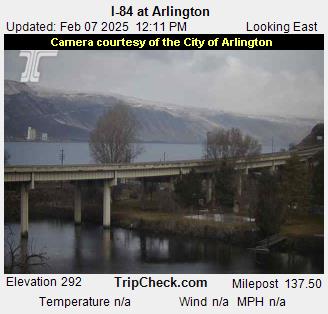 I-84 at Arlington
Updated: Feb 07 2025 12:11 PM Looking East
Camera courtesy of the City of Arlington
Elevation 292 TripCheck.com Milepost 137.50
Temperature n/a Wind n/a MPH n/a